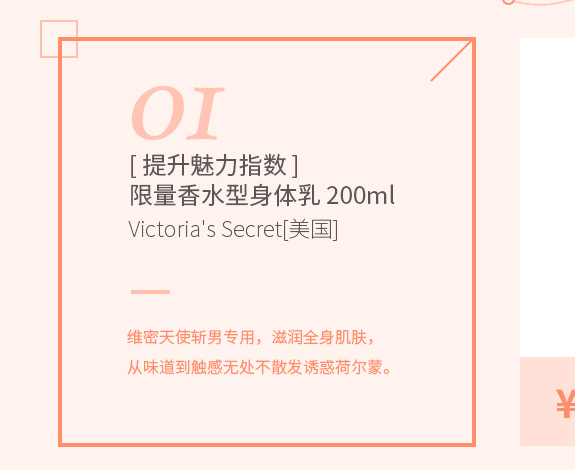 01
[ 提升魅力指数 ]
限量香水型身体乳 200ml
Victoria's Secret[美国]
维密天使斩男专用，滋润全身肌肤，
从味道到触感无处不散发诱惑荷尔蒙。
¥